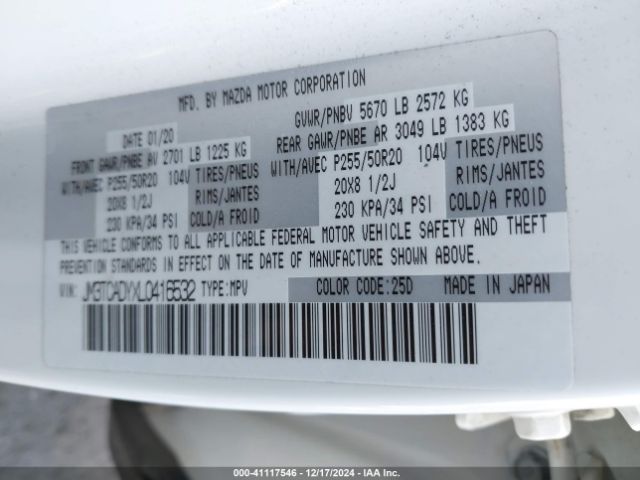 MFD. BY MAZDA MOTOR CORPORATION
DATE 01/20 GVWR/PNBV 5670 LB 2572 KG
FRONT GAWR/PNBE AV 2701 LB 1225 KG REAR GAWR/PNBE AR 3049 LB 1383 KG
WITH/AVEC P255/50R20 104V TIRES/PNEUS WITH/AVEC P255/50R20 104V TIRES/PNEUS
20X8 1/2J RIMS/JANTES 20X8 1/2J RIMS/JANTES
230 KPA/34 PSI COLD/A FROID 230 KPA/34 PSI COLD/A FROID
THIS VEHICLE CONFORMS TO ALL APPLICABLE FEDERAL MOTOR VEHICLE SAFETY AND THEFT
PREVENTION STANDARDS IN EFFECT ON THE DATE OF MANUFACTURE SHOWN ABOVE.
VIN: JM3TCADYXL0416532 TYPE:MPV COLOR CODE:25D MADE IN JAPAN
000-41117546 - 12/17/2024 - IAA Inc.